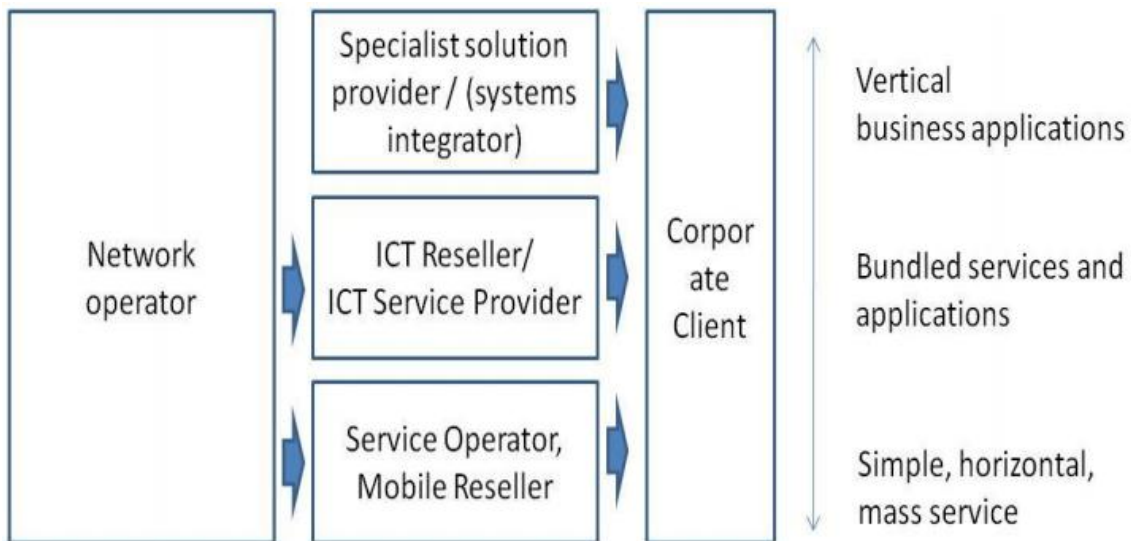 Network
operator
Specialist solution
provider / (systems
integrator)
ICT Reseller/
ICT Service Provider
Service Operator,
Mobile Reseller
Corpor
ate
Client
Vertical
business applications
Bundled services and
applications
Simple, horizontal,
mass service